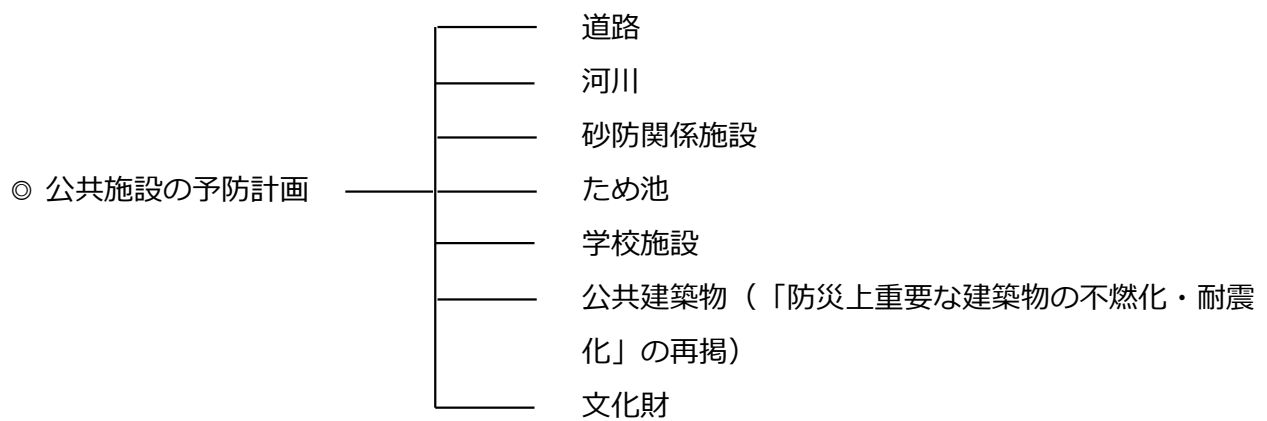 道路
河川
砂防関係施設
◎ 公共施設の予防計画
ため池
学校施設
公共建築物（「防災上重要な建築物の不燃化・耐震
化」の再掲）
文化財